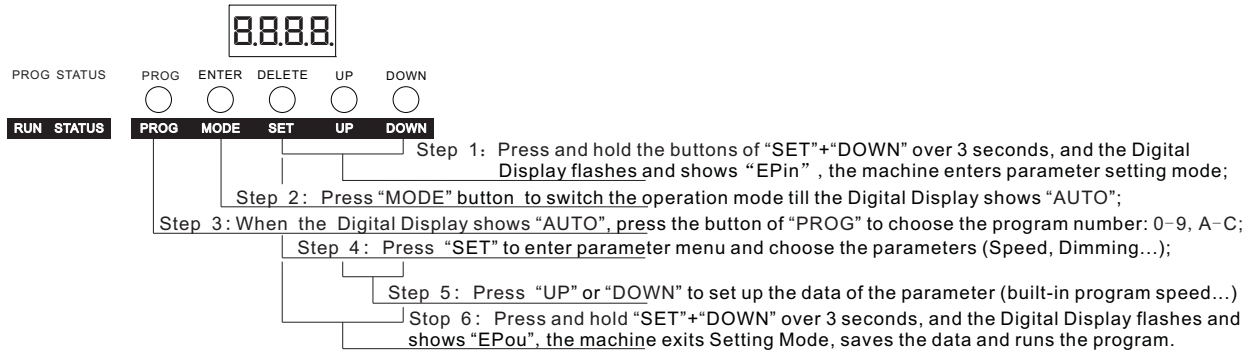 8.8.8.8.
PROG STATUS PROG ENTER DELETE UP DOWN
RUN STATUS PROG MODE SET UP DOWN
Step 1: Press and hold the buttons of “SET”+“DOWN” over 3 seconds, and the Digital
Display flashes and shows “EPin”, the machine enters parameter setting mode;
Step 2: Press “MODE” button to switch the operation mode till the Digital Display shows “AUTO”;
Step 3: When the Digital Display shows “AUTO”, press the button of “PROG” to choose the program number: 0-9, A-C;
Step 4: Press “SET” to enter parameter menu and choose the parameters (Speed, Dimming...);
Step 5: Press “UP” or “DOWN” to set up the data of the parameter (built-in program speed...)
Stop 6: Press and hold “SET”+“DOWN” over 3 seconds, and the Digital Display flashes and
shows “EPou”, the machine exits Setting Mode, saves the data and runs the program.